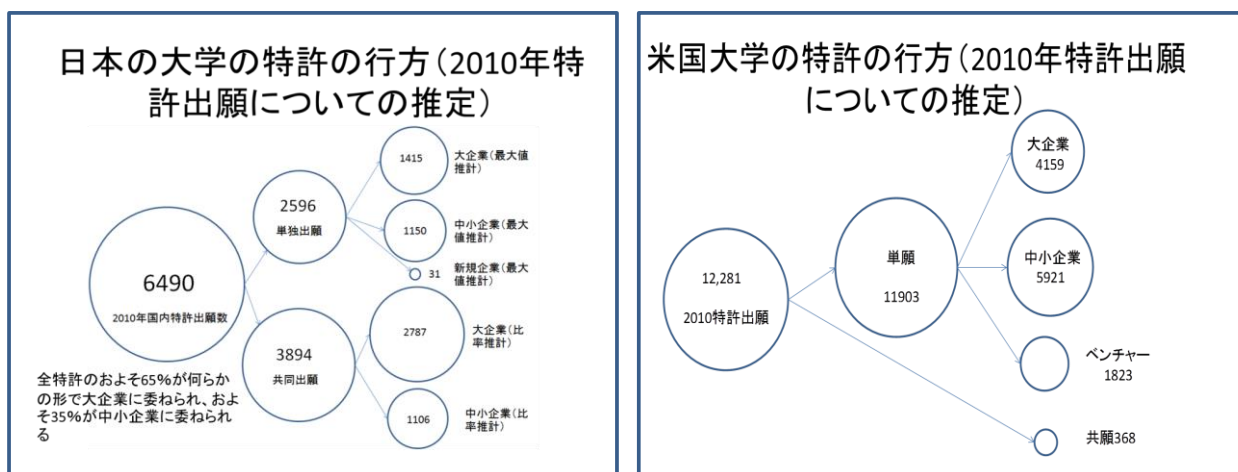 日本の大学の特許の行方（2010年特
許出願についての推定）
1415
大企業（最大値
推計）
2596
単独出願
1150
中小企業（最大
値推計）
31
新規企業（最大
値推計）
6490
2010年国内特許出願数
2787
大企業（比
率推計）
3894
共同出願
1106
中小企業（比
率推計）
全特許のおよそ65%が何らか
の形で大企業に委ねられ、およ
そ35%が中小企業に委ねられ
る
米国大学の特許の行方（2010年特許出願
についての推定）
大企業
4159
単願
11903
中小企業
5921
12,281
2010特許出願
ベンチャー
1823
共願368